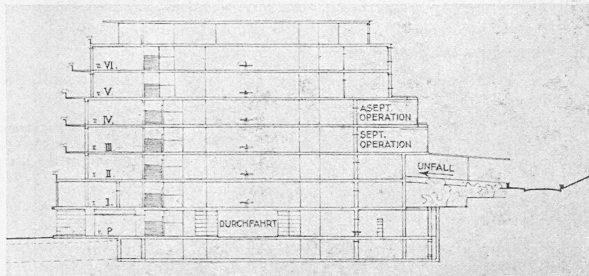 VI.
V
ASEPT.
OPERATION
IV.
SEPT.
OPERATION
III
UNFALL
II
I.
DURCHFAHRT
P